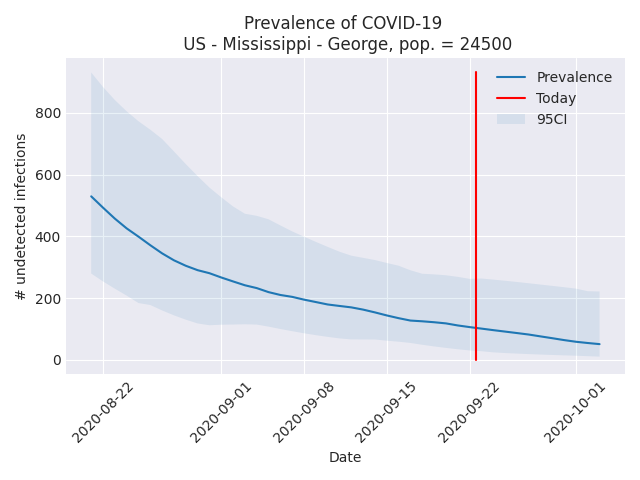 Prevalence of COVID-19
US - Mississippi - George, pop. = 24500
Prevalence
Today
95CI
# undetected infections
800
600
400
200
0
2020-08-22
2020-09-01
2020-09-08
2020-09-15
2020-09-22
2020-10-01
Date